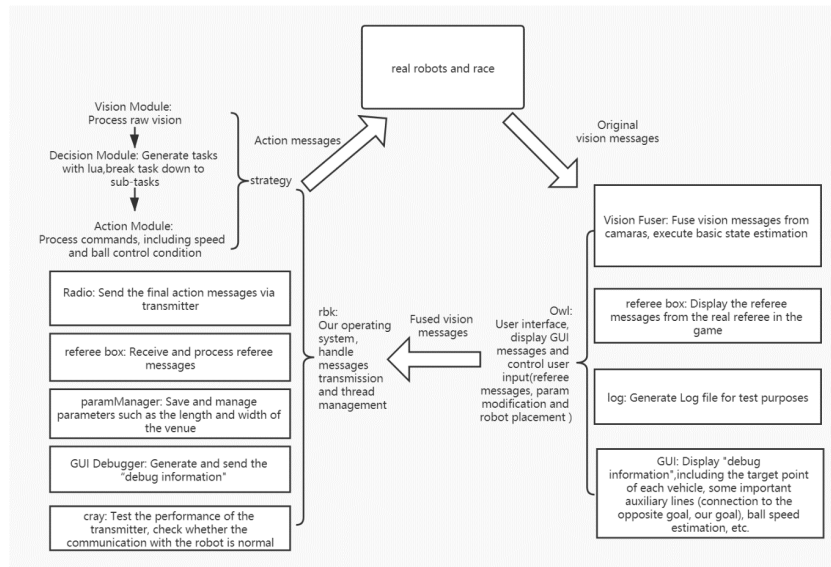 real robots and race
Vision Module:
Process raw vision
Decision Module: Generate tasks
with lua,break task down to
sub-tasks
Action Module:
Process commands, including speed
and ball control condition
strategy
Action messages
Original
vision messages
Radio: Send the final action messages via
transmitter
referee box: Receive and process referee
messages
paramManager: Save and manage
parameters such as the length and width of
the venue
GUI Debugger: Generate and send the
“debug information"
cray: Test the performance of the
transmitter, check whether the
communication with the robot is normal
rbk:
Our operating
system,
handle
messages
transmission
and thread
management
Fused vision
messages
Owl:
User interface,
display GUI
messages and
control user
input(referee
messages, param
modification and
robot placement )
Vision Fuser: Fuse vision messages from
camaras, execute basic state estimation
referee box: Display the referee
messages from the real referee in the
game
log: Generate Log file for test purposes
GUI: Display "debug
information",including the target point
of each vehicle, some important
auxiliary lines (connection to the
opposite goal, our goal), ball speed
estimation, etc.